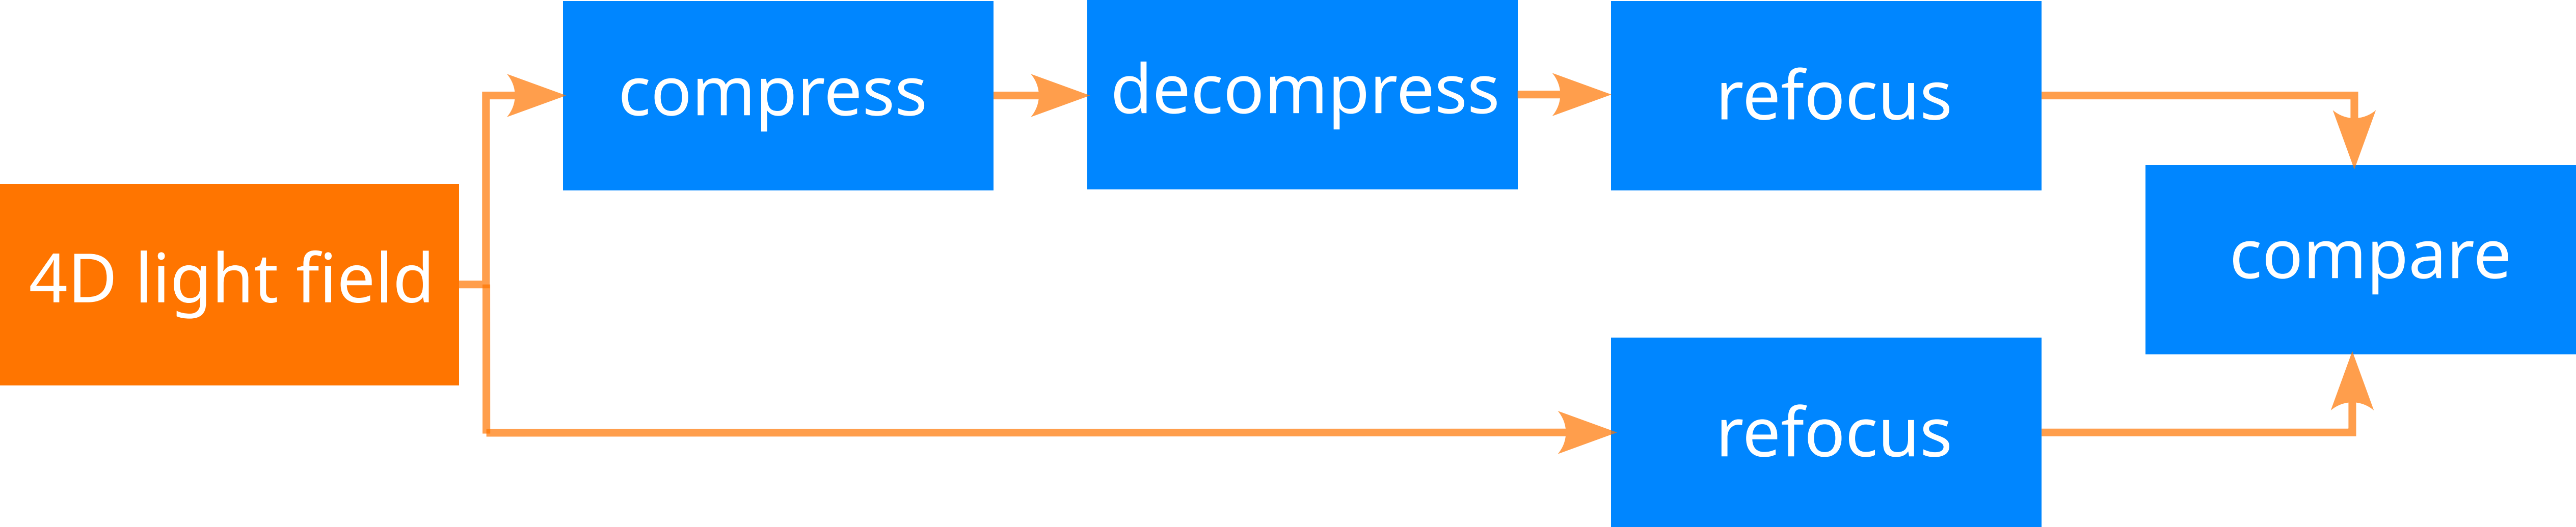 compress
decompress
refocus
4D light field
compare
refocus